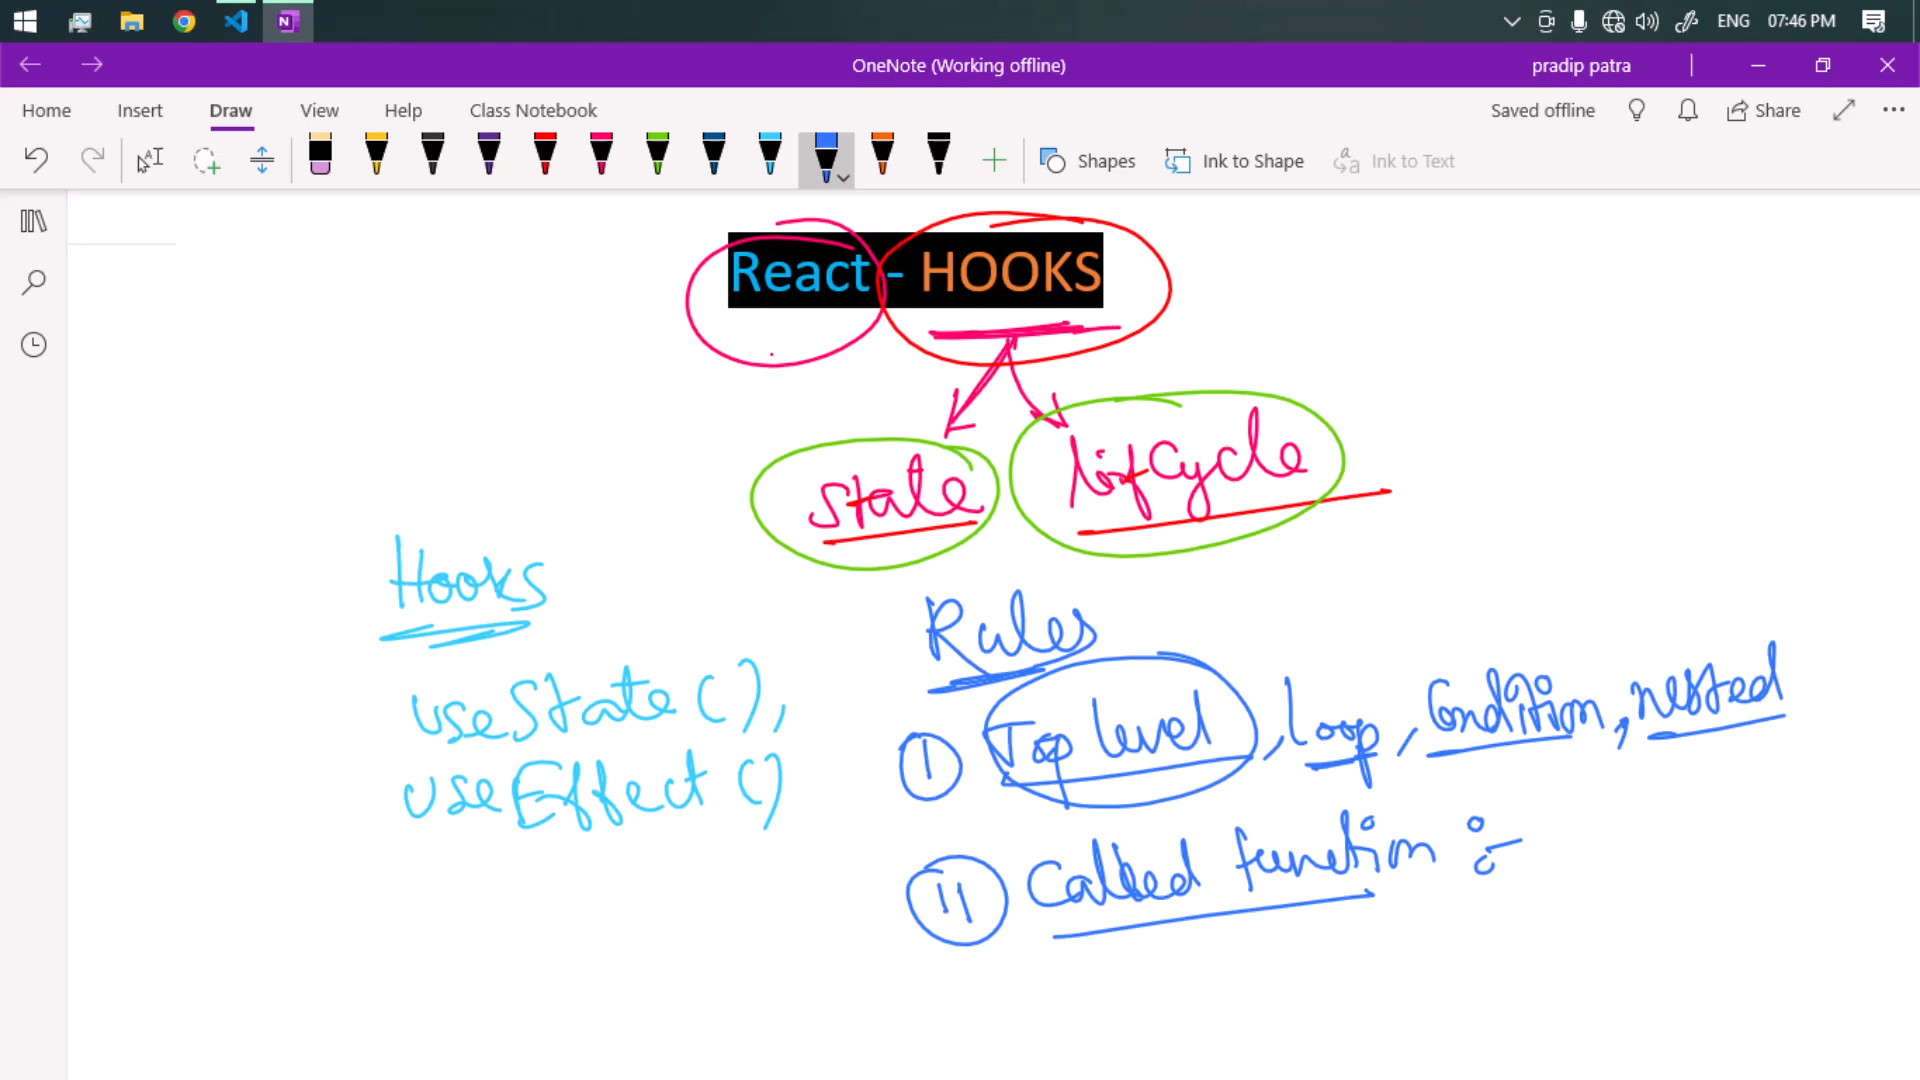 ENG 07:46 PM
OneNote (Working offline)
pradip patra
Home Insert Draw View Help Class Notebook
Saved offline Share
Shapes Ink to Shape Ink to Text
React - HOOKS
State
lifCycle
Hooks
useState(),
useEffect()
Rules
I Top level, loop, Condition, nested
II Called function :-